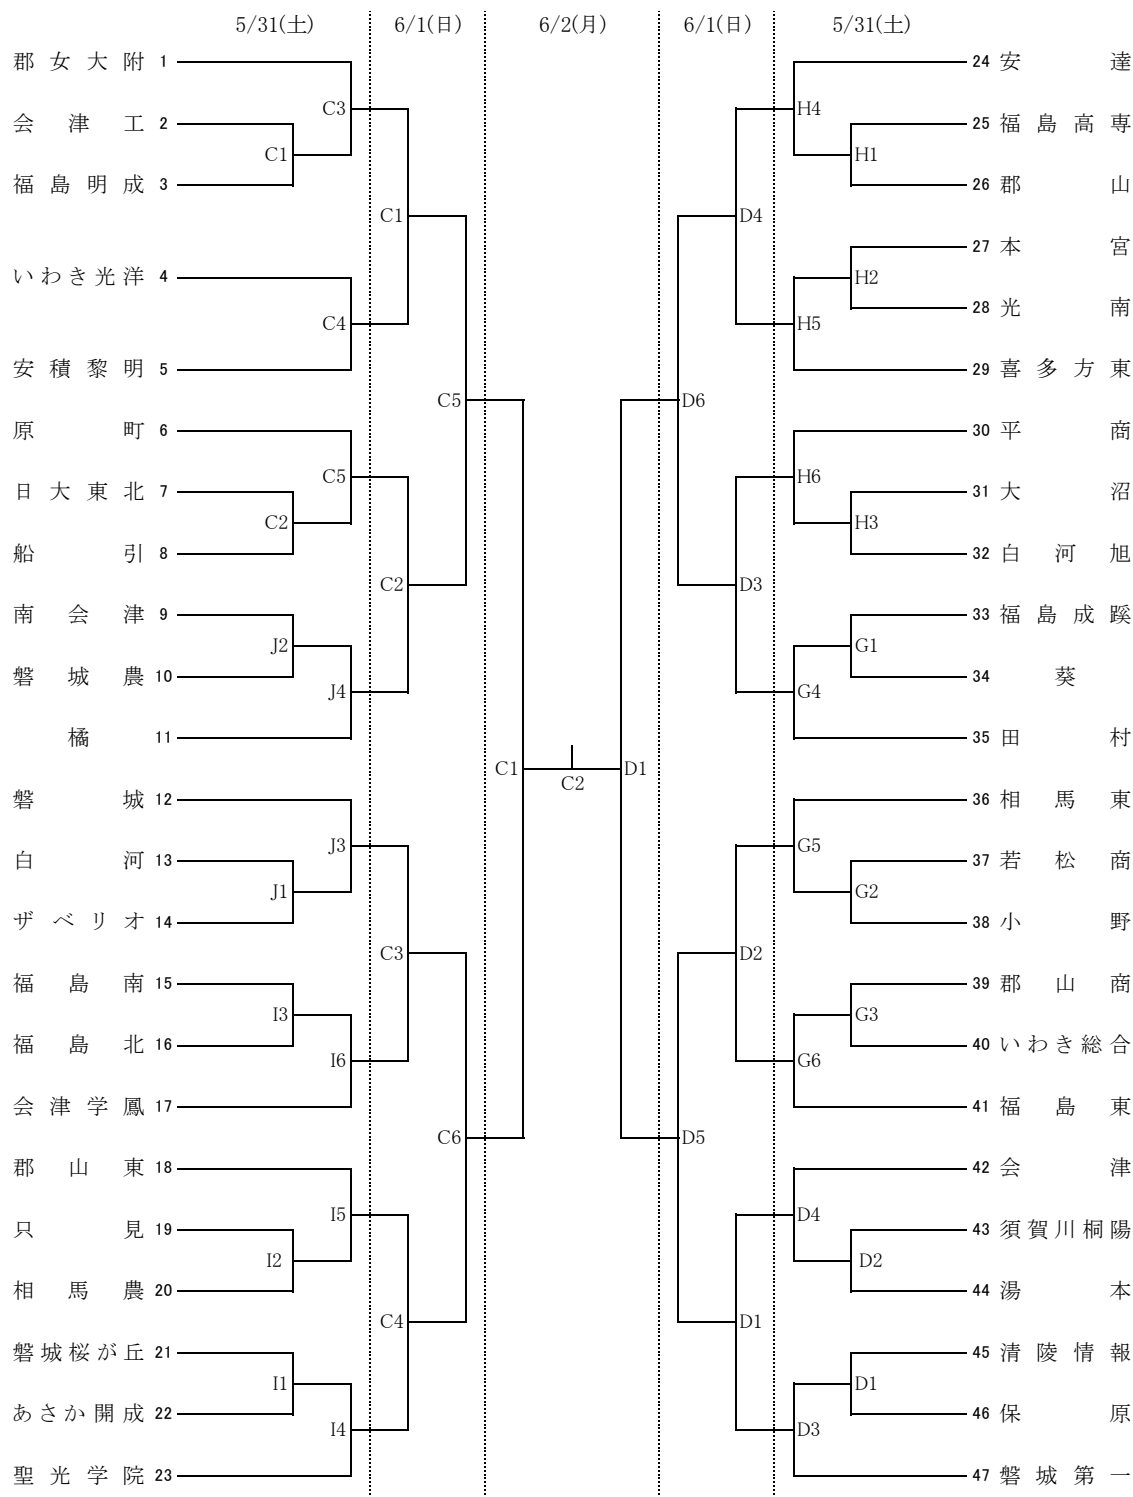 5/31(土) 6/1(日) 6/2(月) 6/1(日) 5/31(土)
郡女大附 1 24 安達
C3 H4
会津工 2 25 福島高専
C1 H1
福島明成 3 26 郡山
C1 D4
27 本宮
いわき光洋 4 H2
28 光南
C4 H5
安積黎明 5 29 喜多方東
C5 D6
原町 6 30 平商
C5 H6
日大東北 7 31 大沼
C2 H3
船引 8 32 白河旭
C2 D3
南会津 9 33 福島成蹊
J2 G1
磐城農 10 34 葵
J4 G4
橘 11 35 田村
C1 D1
C2
磐城 12 36 相馬東
J3 G5
白河 13 37 若松商
J1 G2
ザベリオ 14 38 小野
C3 D2
福島南 15 39 郡山商
I3 G3
福島北 16 40 いわき総合
I6 G6
会津学鳳 17 41 福島東
C6 D5
郡山東 18 42 会津
I5 D4
只見 19 43 須賀川桐陽
I2 D2
相馬農 20 44 湯本
C4 D1
磐城桜が丘 21 45 清陵情報
I1 D1
あさか開成 22 46 保原
I4 D3
聖光学院 23 47 磐城第一